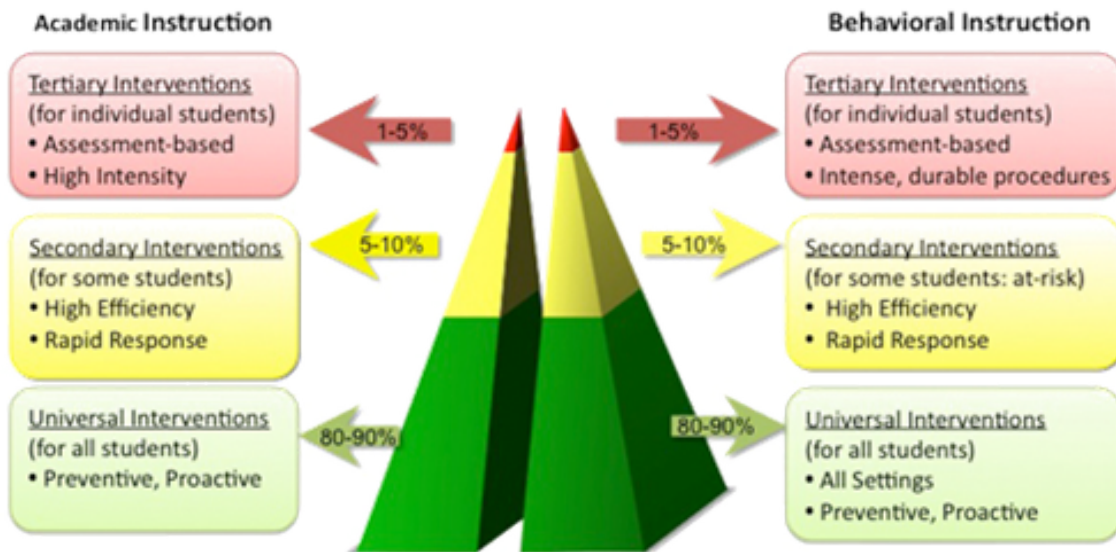 Academic Instruction
Tertiary Interventions
(for individual students)
• Assessment-based
• High Intensity
1-5%
Secondary Interventions
(for some students)
• High Efficiency
• Rapid Response
5-10%
Universal Interventions
(for all students)
• Preventive, Proactive
80-90%
Behavioral Instruction
1-5%
Tertiary Interventions
(for individual students)
• Assessment-based
• Intense, durable procedures
5-10%
Secondary Interventions
(for some students: at-risk)
• High Efficiency
• Rapid Response
80-90%
Universal Interventions
(for all students)
• All Settings
• Preventive, Proactive